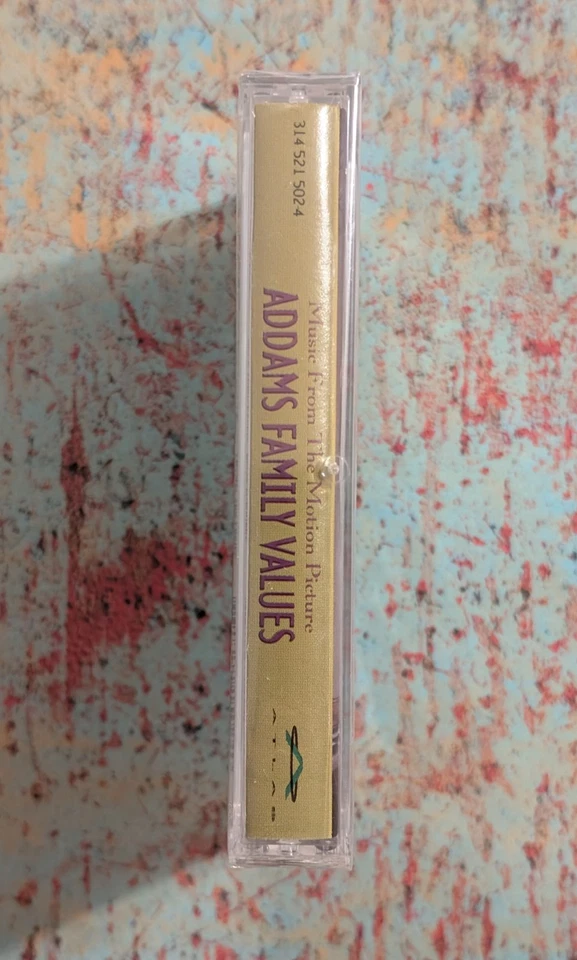 314 521 502-4
Music From The Motion Picture
ADDAMS FAMILY VALUES